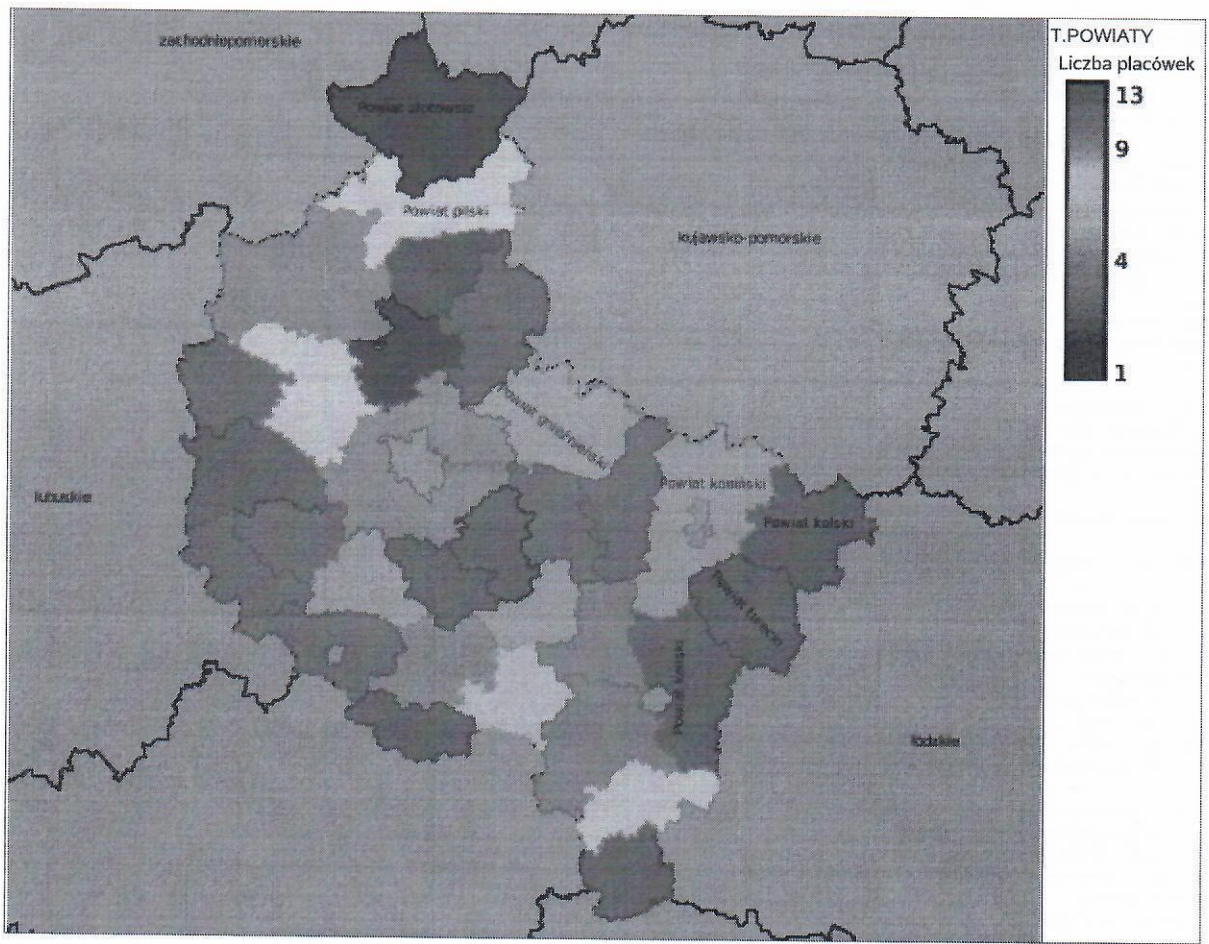 T.POWIATY
Liczba placówek
13
9
4
1
zachodniopomorskie
Powiat złotowski
Powiat pilski
kujawsko-pomorskie
Powiat gnieźnieński
lubuskie
Powiat koniński
Powiat kolski
Powiat turecki
Powiat kaliski
łódzkie